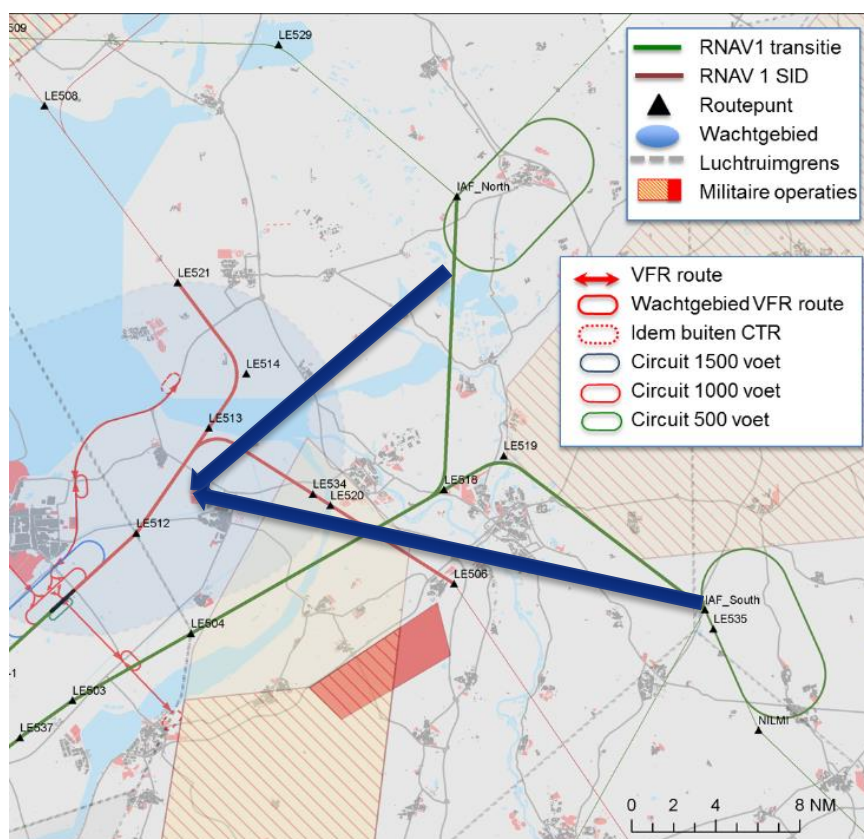 509
LE529
LE508
IAF_North
LE521
LE514
LE513
LE519
LE518
LE534
LE520
LE512
LE506
IAF_South
LE535
LE504
LE503
-1
LE537
NILMI
RNAV1 transitie
RNAV 1 SID
Routepunt
Wachtgebied
Luchtruimgrens
Militaire operaties
VFR route
Wachtgebied VFR route
Idem buiten CTR
Circuit 1500 voet
Circuit 1000 voet
Circuit 500 voet
0 2 4 8 NM